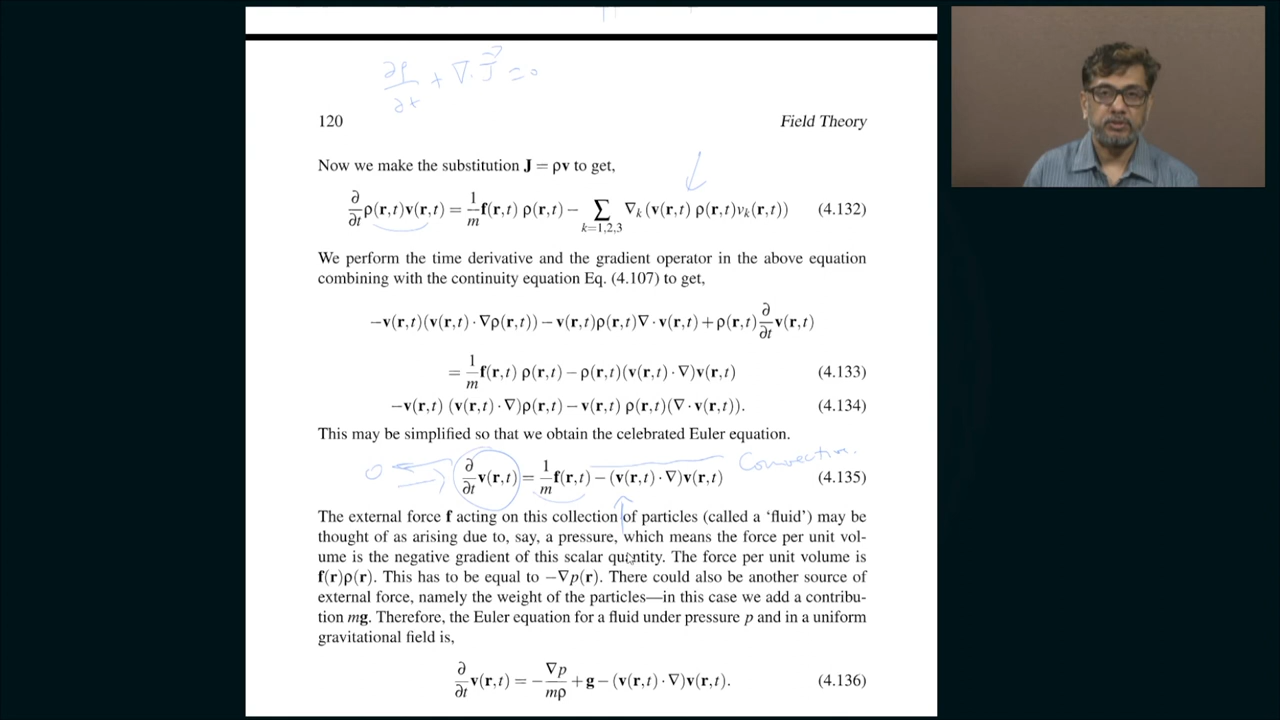 ∂ρ/∂t + ∇·J⃗ = 0
120 Field Theory
Now we make the substitution J = ρv to get,
∂/∂t ρ(r,t)v(r,t) = 1/m f(r,t) ρ(r,t) − ∑_{k=1,2,3} ∇_k(v(r,t) ρ(r,t)v_k(r,t)) (4.132)
We perform the time derivative and the gradient operator in the above equation
combining with the continuity equation Eq. (4.107) to get,
−v(r,t)(v(r,t)·∇ρ(r,t)) − v(r,t)ρ(r,t)∇·v(r,t) + ρ(r,t) ∂/∂t v(r,t)
= 1/m f(r,t) ρ(r,t) − ρ(r,t)(v(r,t)·∇)v(r,t) (4.133)
−v(r,t) (v(r,t)·∇)ρ(r,t) − v(r,t) ρ(r,t)(∇·v(r,t)). (4.134)
This may be simplified so that we obtain the celebrated Euler equation.
Convection.
0 ∂/∂t v(r,t) = 1/m f(r,t) − (v(r,t)·∇)v(r,t) (4.135)
The external force f acting on this collection of particles (called a ‘fluid’) may be
thought of as arising due to, say, a pressure, which means the force per unit vol-
ume is the negative gradient of this scalar quntity. The force per unit volume is
f(r)ρ(r). This has to be equal to −∇p(r). There could also be another source of
external force, namely the weight of the particles—in this case we add a contribu-
tion mg. Therefore, the Euler equation for a fluid under pressure p and in a uniform
gravitational field is,
∂/∂t v(r,t) = −∇p/mρ + g − (v(r,t)·∇)v(r,t). (4.136)